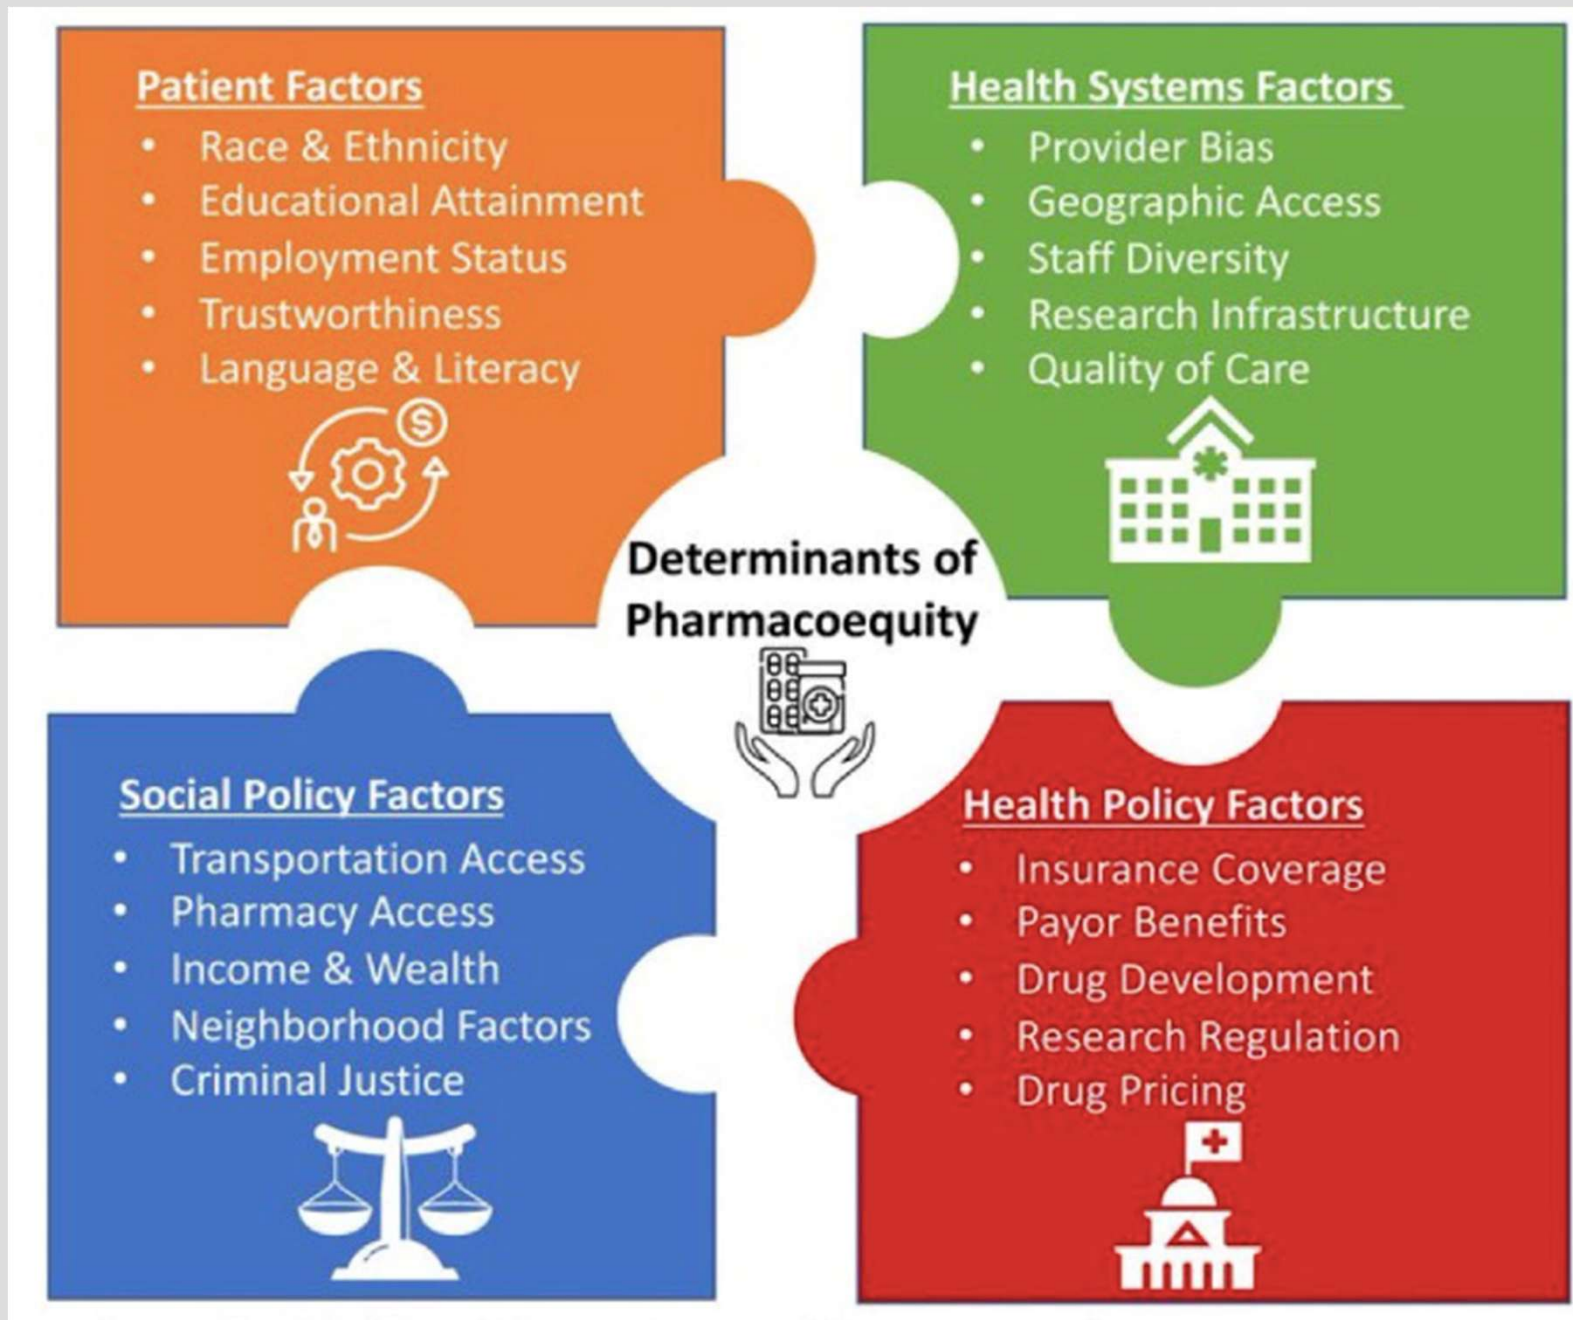 Patient Factors
• Race & Ethnicity
• Educational Attainment
• Employment Status
• Trustworthiness
• Language & Literacy
$
Health Systems Factors
• Provider Bias
• Geographic Access
• Staff Diversity
• Research Infrastructure
• Quality of Care
Determinants of
Pharmacoequity
Social Policy Factors
• Transportation Access
• Pharmacy Access
• Income & Wealth
• Neighborhood Factors
• Criminal Justice
Health Policy Factors
• Insurance Coverage
• Payor Benefits
• Drug Development
• Research Regulation
• Drug Pricing